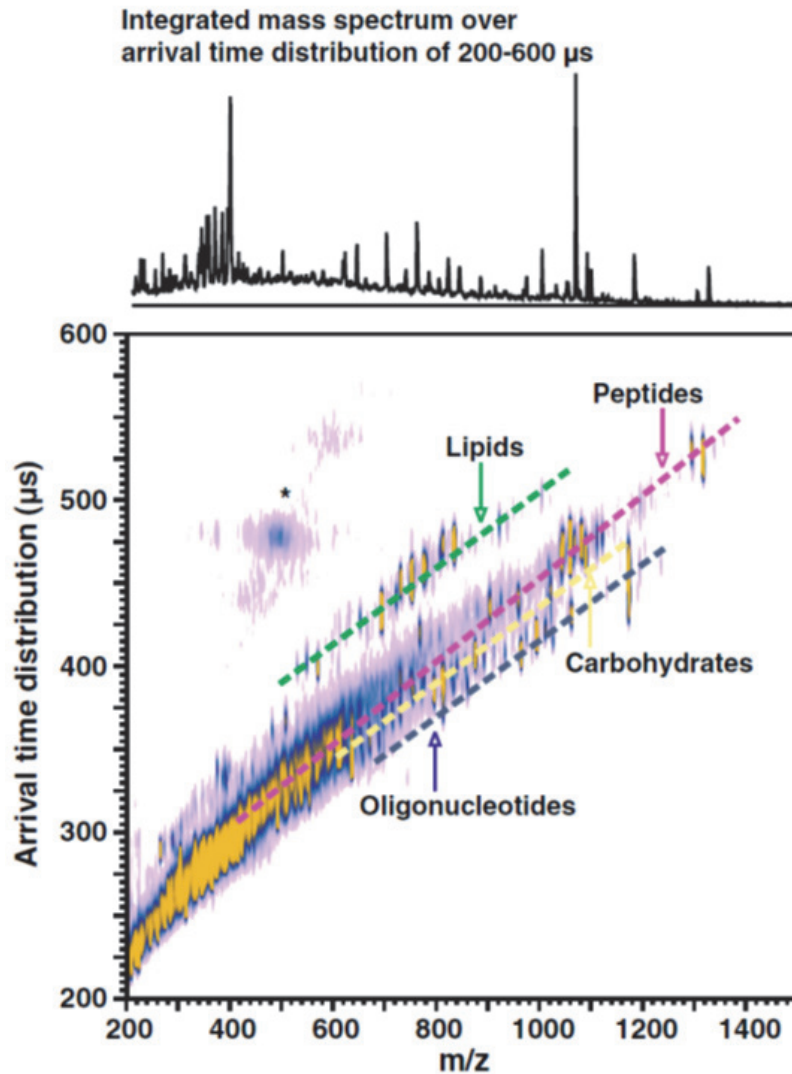 Integrated mass spectrum over
arrival time distribution of 200-600 µs
600
500
400
300
200
Arrival time distribution (µs)
Peptides
Lipids
*
Carbohydrates
Oligonucleotides
200 400 600 800 1000 1200 1400
m/z